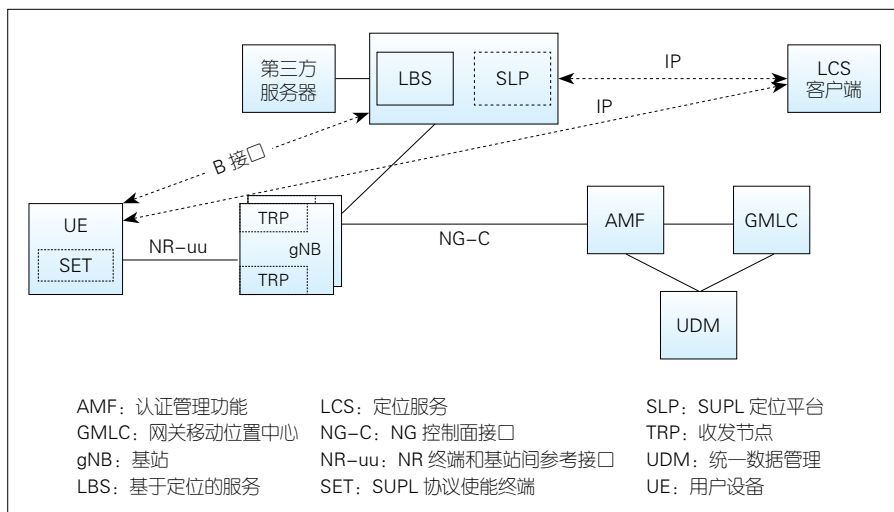 第三方
服务器
LBS
SLP
IP
LCS
客户端
IP
B 接口
UE
SET
NR-uu
TRP
gNB
TRP
NG-C
AMF
GMLC
UDM
AMF：认证管理功能
LCS：定位服务
SLP：SUPL 定位平台
GMLC：网关移动位置中心
NG-C：NG 控制面接口
TRP：收发节点
gNB：基站
NR-uu：NR 终端和基站间参考接口
UDM：统一数据管理
LBS：基于定位的服务
SET：SUPL 协议使能终端
UE：用户设备